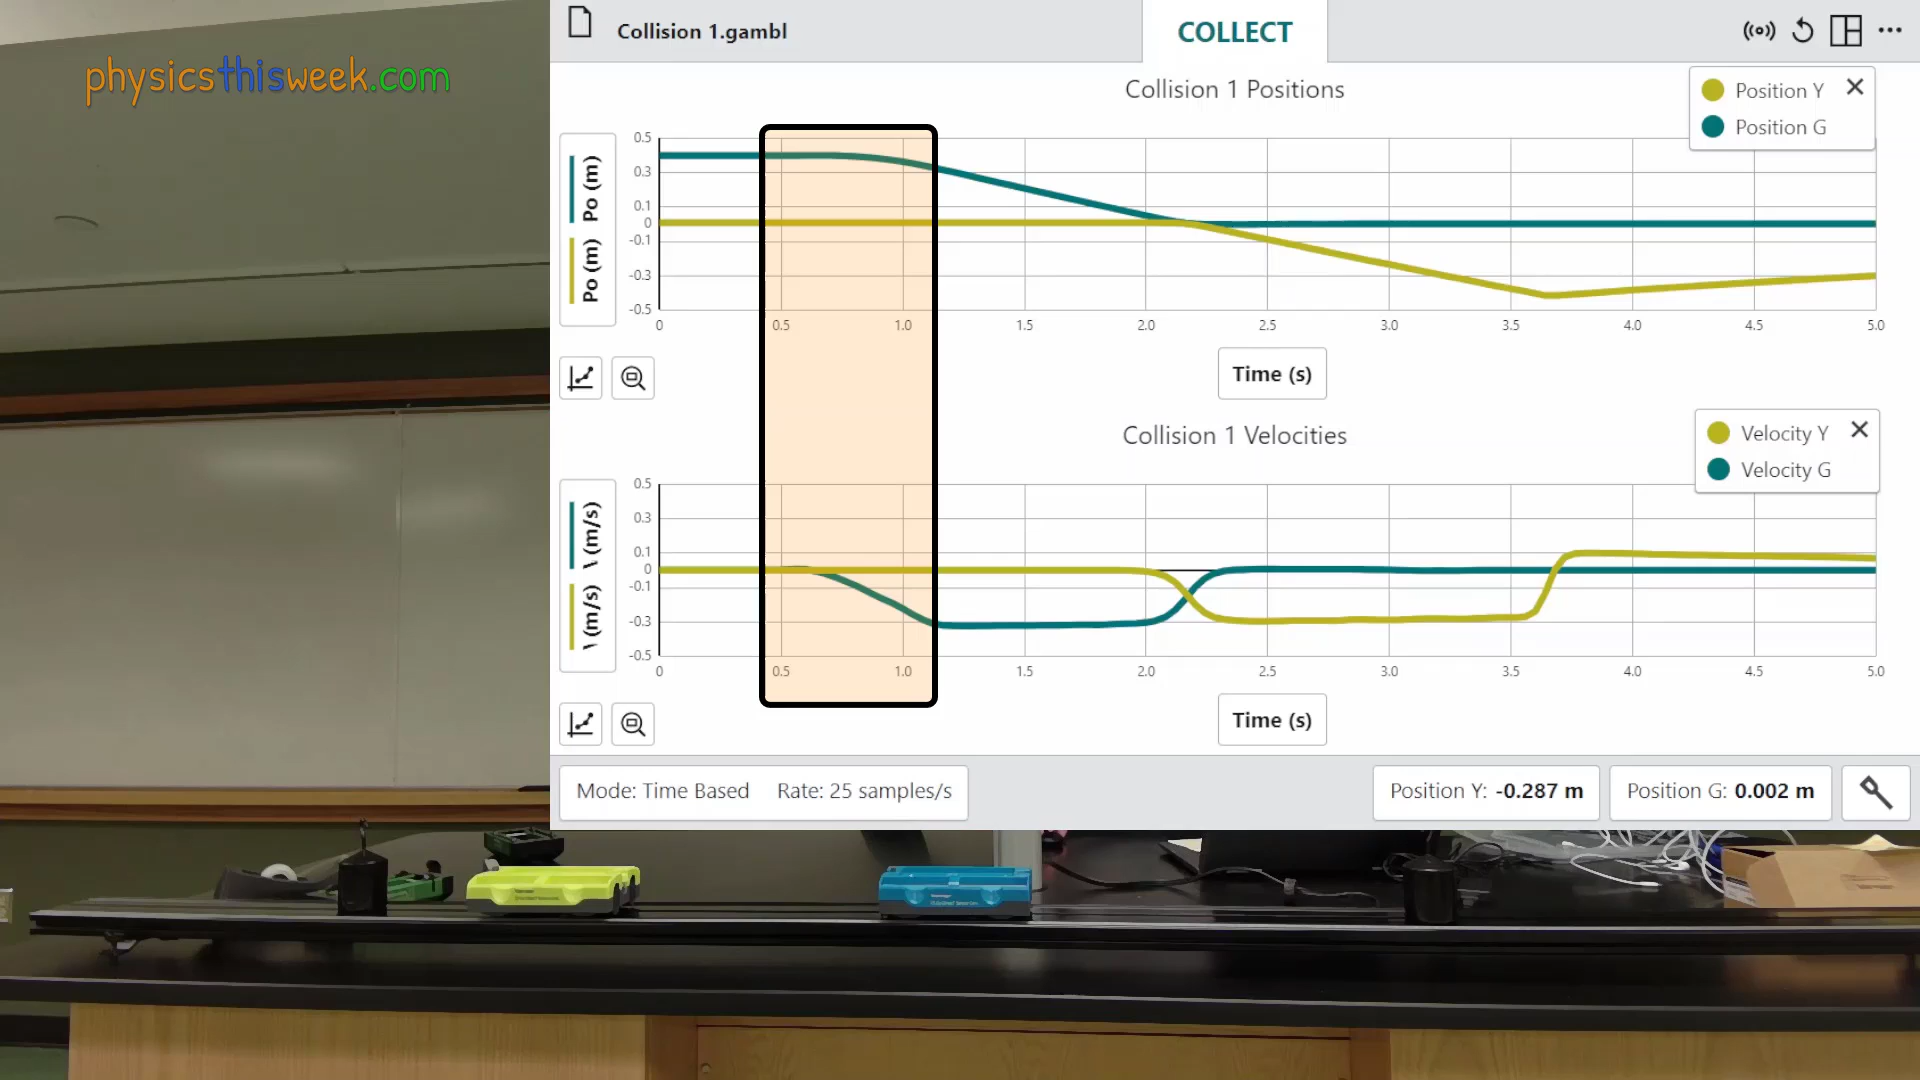 physicsthisweek.com
Collision 1.gambl
COLLECT
Collision 1 Positions
Position Y
Position G
Po (m)
Po (m)
0.5
0.3
0.1
0
-0.1
-0.3
-0.5
0 0.5 1.0 1.5 2.0 2.5 3.0 3.5 4.0 4.5 5.0
Time (s)
Collision 1 Velocities
Velocity Y
Velocity G
(m/s)
(m/s)
0.5
0.3
0.1
0
-0.1
-0.3
-0.5
0 0.5 1.0 1.5 2.0 2.5 3.0 3.5 4.0 4.5 5.0
Time (s)
Mode: Time Based Rate: 25 samples/s
Position Y: -0.287 m
Position G: 0.002 m